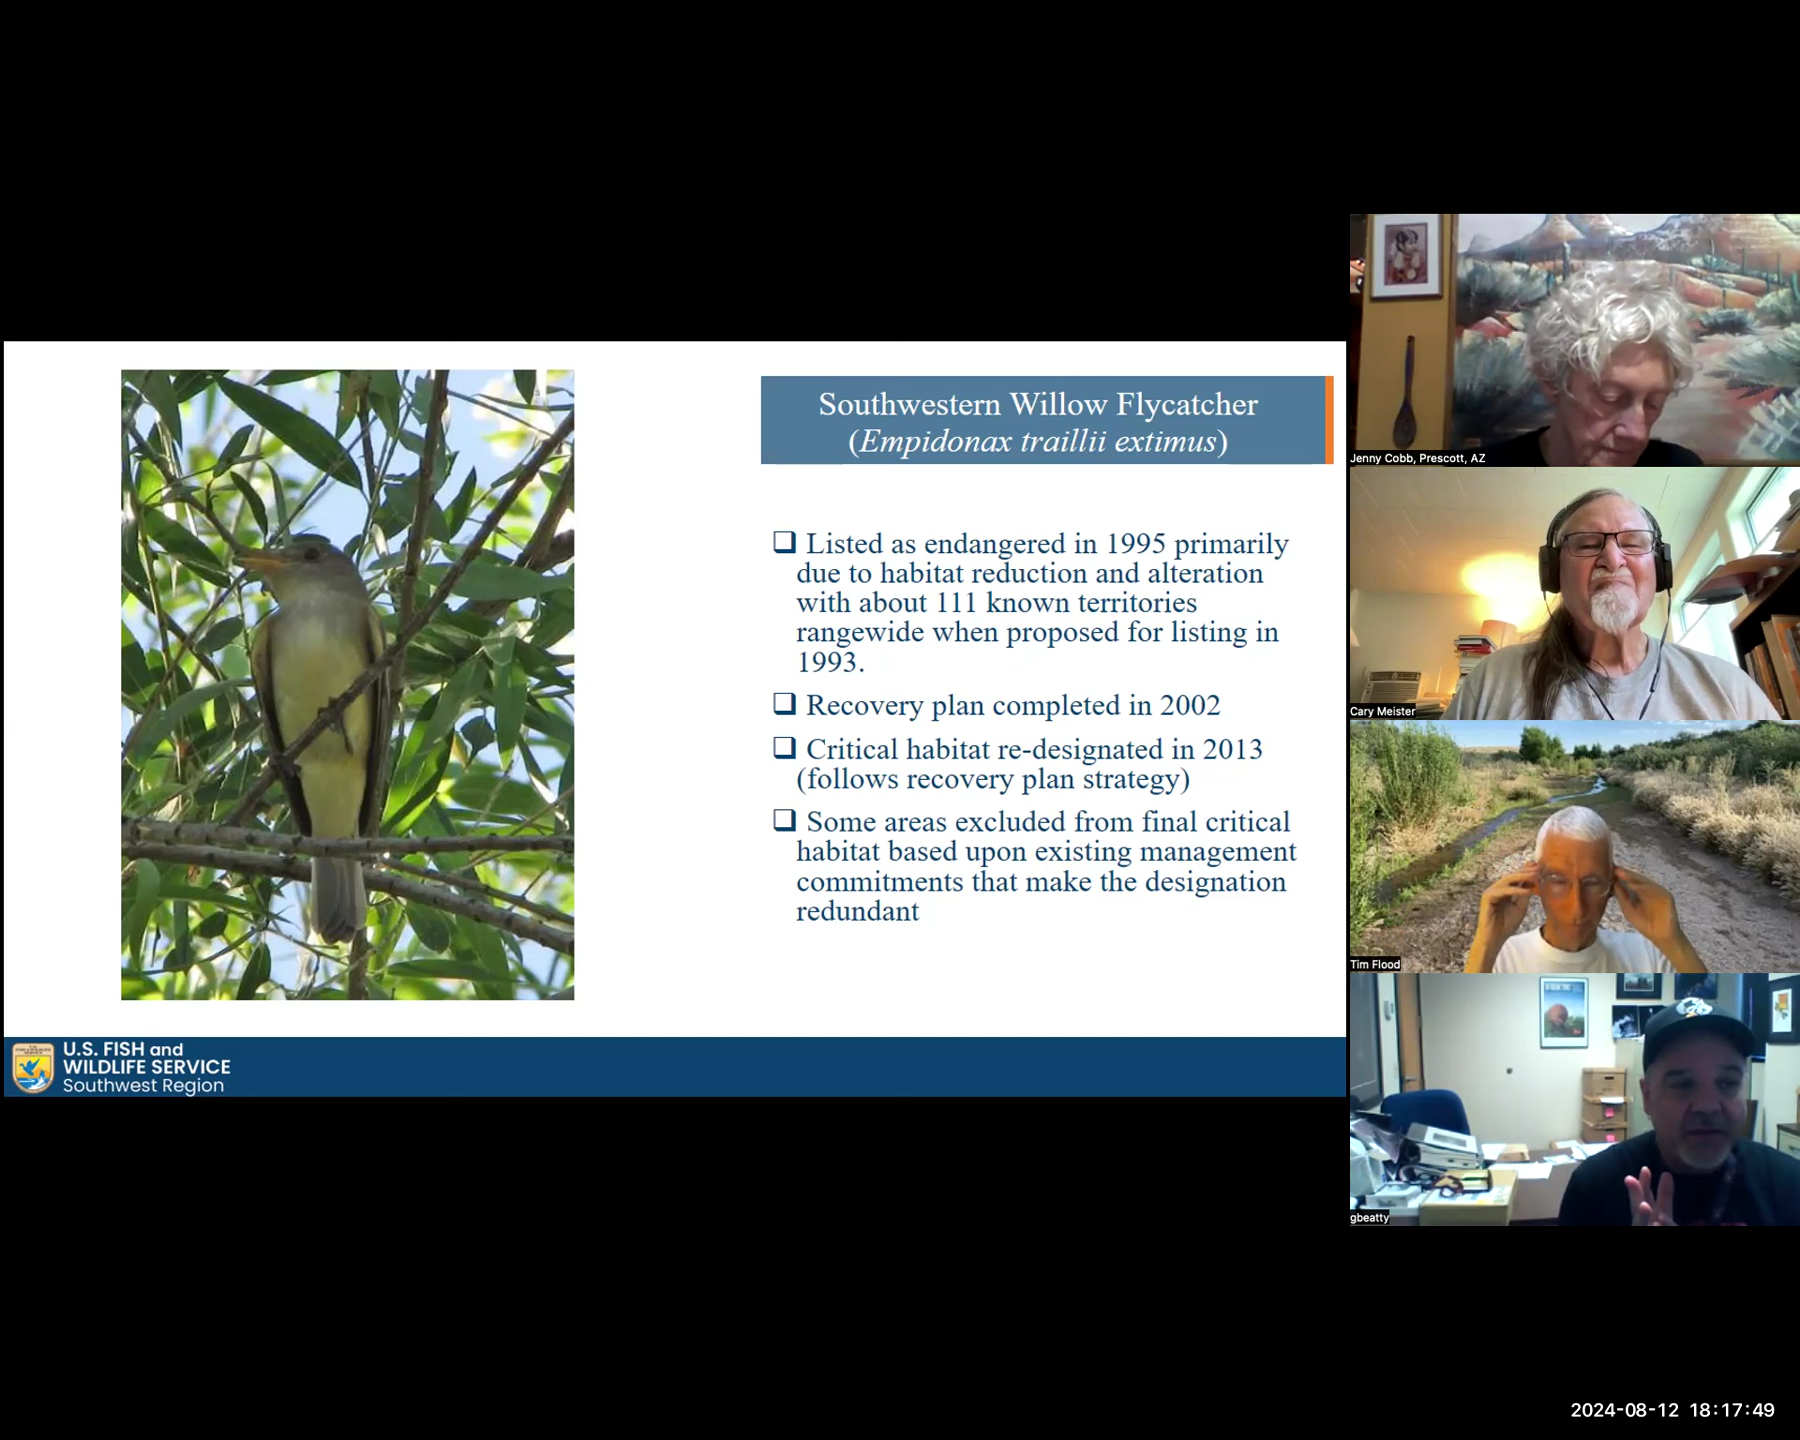 Southwestern Willow Flycatcher
(Empidonax traillii extimus)
Listed as endangered in 1995 primarily
due to habitat reduction and alteration
with about 111 known territories
rangewide when proposed for listing in
1993.
Recovery plan completed in 2002
Critical habitat re-designated in 2013
(follows recovery plan strategy)
Some areas excluded from final critical
habitat based upon existing management
commitments that make the designation
redundant
U.S. FISH and
WILDLIFE SERVICE
Southwest Region
Jenny Cobb, Prescott, AZ
Cary Meister
Tim Flood
gbeatty
2024-08-12 18:17:49